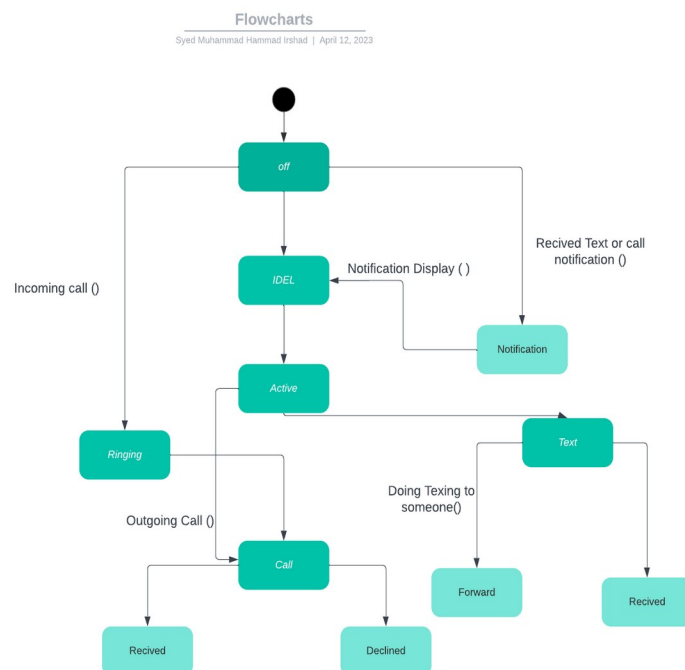 Flowcharts
Syed Muhammad Hammad Irshad | April 12, 2023
off
Recived Text or call
notification ()
Notification Display ( )
IDEL
Incoming call ()
Notification
Active
Text
Ringing
Doing Texing to
someone()
Outgoing Call ()
Call
Forward
Recived
Recived
Declined